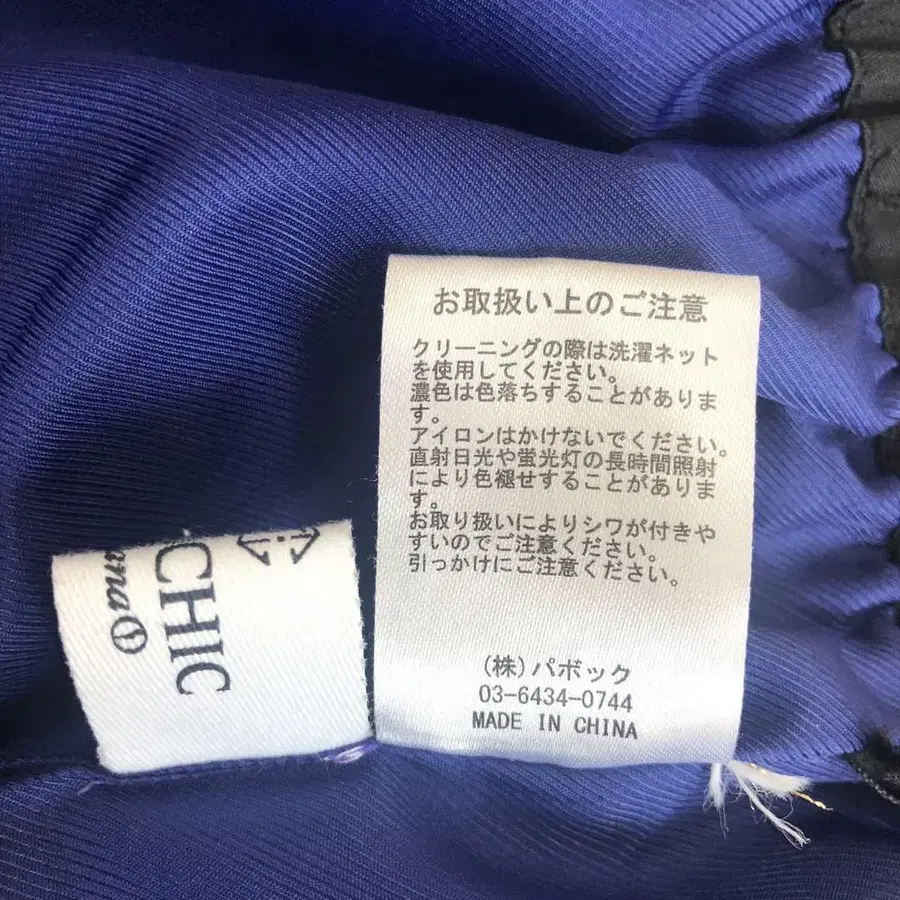 お取扱い上のご注意
クリーニングの際は洗濯ネット
を使用してください。
濃色は色落ちすることがありま
す。
アイロンはかけないでください。
直射日光や蛍光灯の長時間照射
により色褪せすることがありま
す。
お取り扱いによりシワが付きや
すいのでご注意ください。
引っかけにご注意ください。
(株)パボック
03-6434-0744
MADE IN CHINA
CHIC